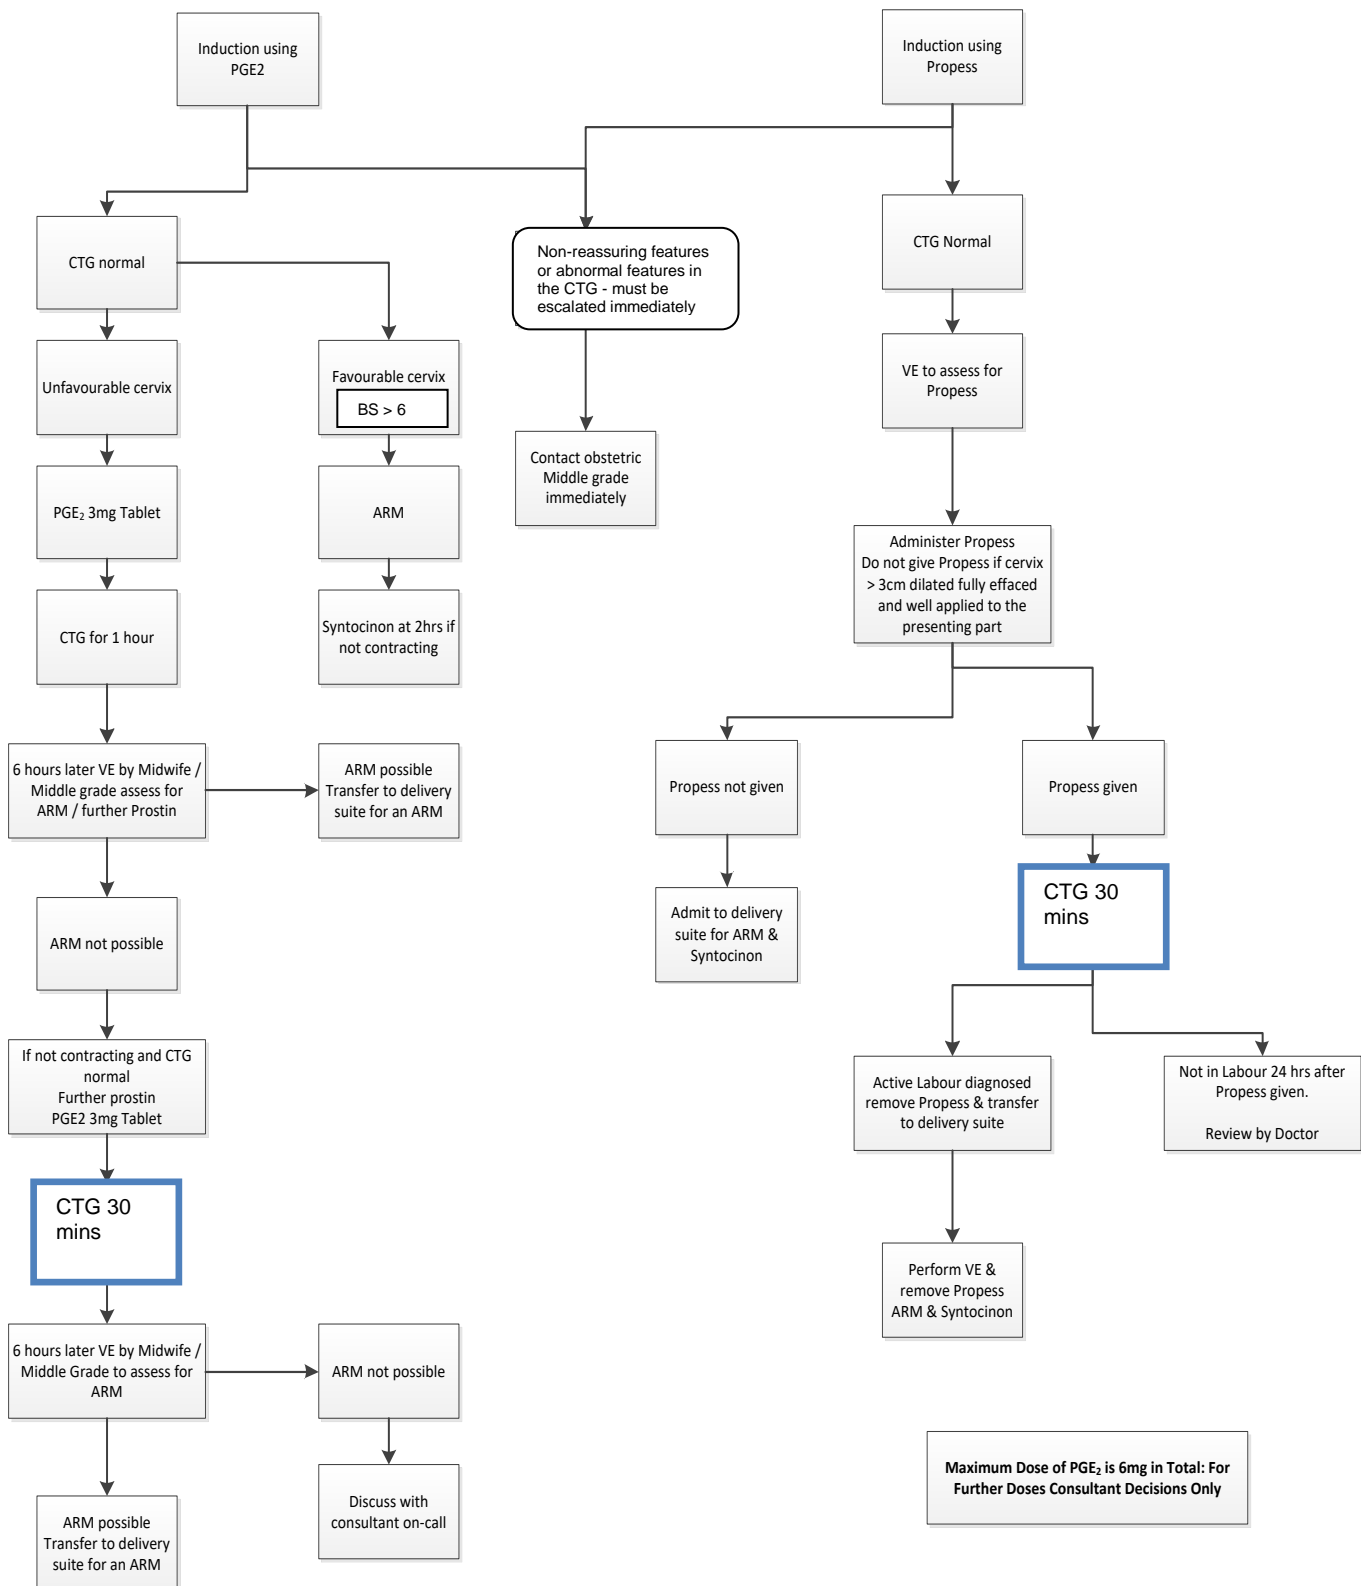 Induction using
PGE2
Induction using
Propess
CTG normal
Non-reassuring features
or abnormal features in
the CTG - must be
escalated immediately
CTG Normal
Unfavourable cervix
Favourable cervix
BS > 6
VE to assess for
Propess
Contact obstetric
Middle grade
immediately
PGE₂ 3mg Tablet
ARM
Administer Propess
Do not give Propess if cervix
> 3cm dilated fully effaced
and well applied to the
presenting part
CTG for 1 hour
Syntocinon at 2hrs if
not contracting
6 hours later VE by Midwife /
Middle grade assess for
ARM / further Prostin
ARM possible
Transfer to delivery
suite for an ARM
Propess not given
Propess given
ARM not possible
Admit to delivery
suite for ARM &
Syntocinon
CTG 30
mins
If not contracting and CTG
normal
Further prostin
PGE2 3mg Tablet
Active Labour diagnosed
remove Propess & transfer
to delivery suite
Not in Labour 24 hrs after
Propess given.
Review by Doctor
CTG 30
mins
Perform VE &
remove Propess
ARM & Syntocinon
6 hours later VE by Midwife /
Middle Grade to assess for
ARM
ARM not possible
ARM possible
Transfer to delivery
suite for an ARM
Discuss with
consultant on-call
Maximum Dose of PGE₂ is 6mg in Total: For
Further Doses Consultant Decisions Only